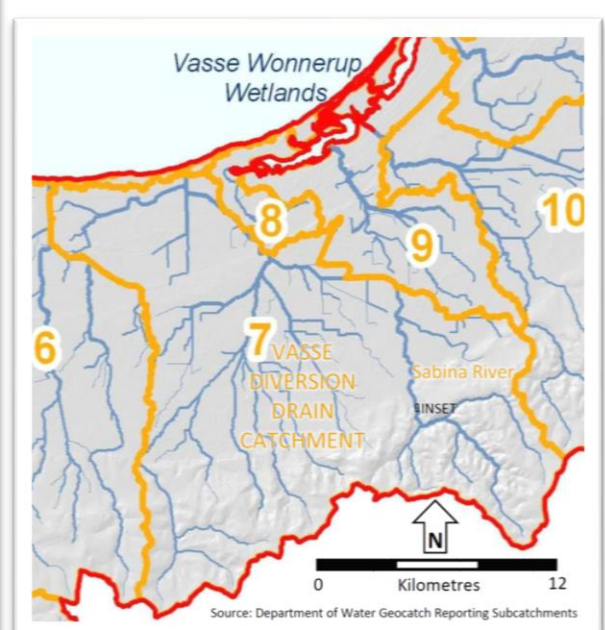 Vasse Wonnerup
Wetlands
8
9
10
6
7
VASSE
DIVERSION
DRAIN
CATCHMENT
Sabina River
INSET
N
0 Kilometres 12
Source: Department of Water Geocatch Reporting Subcatchments